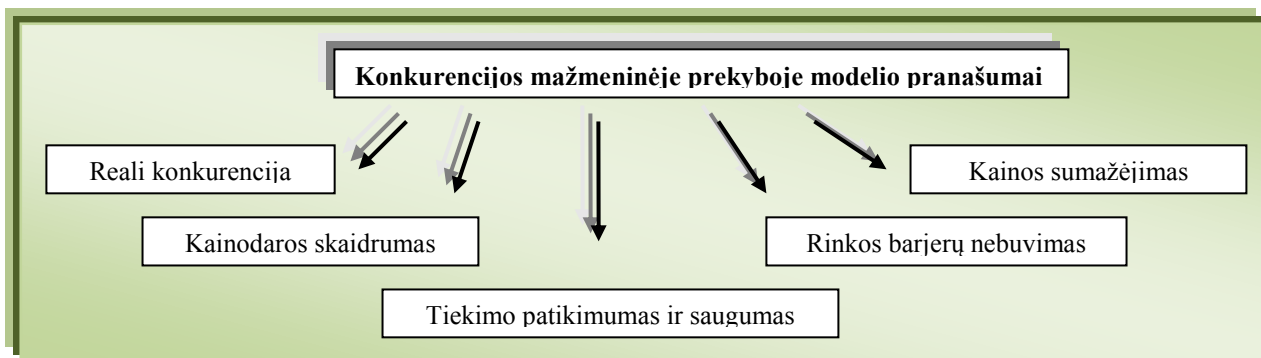 Konkurencijos mažmeninėje prekyboje modelio pranašumai
Reali konkurencija
Kainos sumažėjimas
Kainodaros skaidrumas
Rinkos barjerų nebuvimas
Tiekimo patikimumas ir saugumas